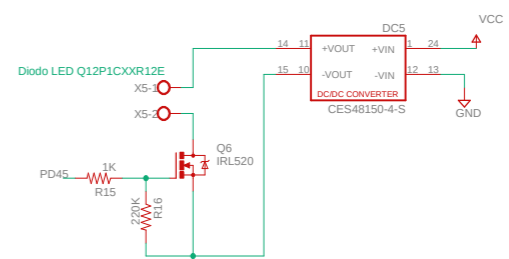 VCC
DC5
14 11 +VOUT +VIN 1 24
15 10 -VOUT -VIN 12 13
DC/DC CONVERTER
CES48150-4-S
GND
Diodo LED Q12P1CXXR12E
X5-1
X5-2
Q6
IRL520
PD45
1K
R15
220K
R16